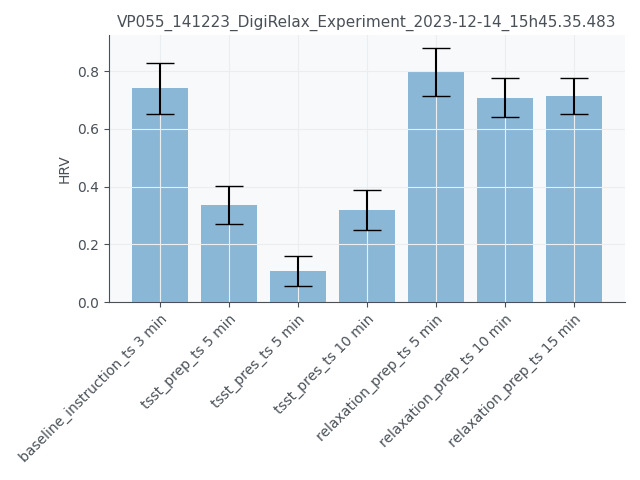 VP055_141223_DigiRelax_Experiment_2023-12-14_15h45.35.483
HRV
0.8
0.6
0.4
0.2
0.0
baseline_instruction_ts 3 min
tsst_prep_ts 5 min
tsst_pres_ts 5 min
tsst_pres_ts 10 min
relaxation_prep_ts 5 min
relaxation_prep_ts 10 min
relaxation_prep_ts 15 min